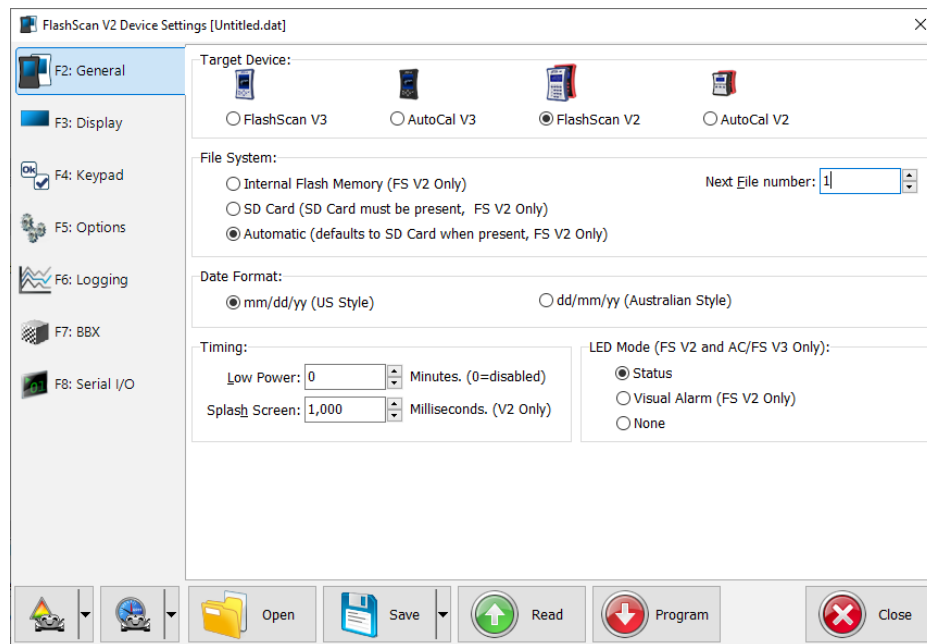 FlashScan V2 Device Settings [Untitled.dat]
F2: General
F3: Display
F4: Keypad
Ok
F5: Options
F6: Logging
F7: BBX
F8: Serial I/O
Target Device:
FlashScan V3
AutoCal V3
FlashScan V2
AutoCal V2
File System:
Internal Flash Memory (FS V2 Only)
Next File number: 1
SD Card (SD Card must be present, FS V2 Only)
Automatic (defaults to SD Card when present, FS V2 Only)
Date Format:
mm/dd/yy (US Style)
dd/mm/yy (Australian Style)
Timing:
Low Power: 0 Minutes. (0=disabled)
Splash Screen: 1,000 Milliseconds. (V2 Only)
LED Mode (FS V2 and AC/FS V3 Only):
Status
Visual Alarm (FS V2 Only)
None
Open
Save
Read
Program
Close